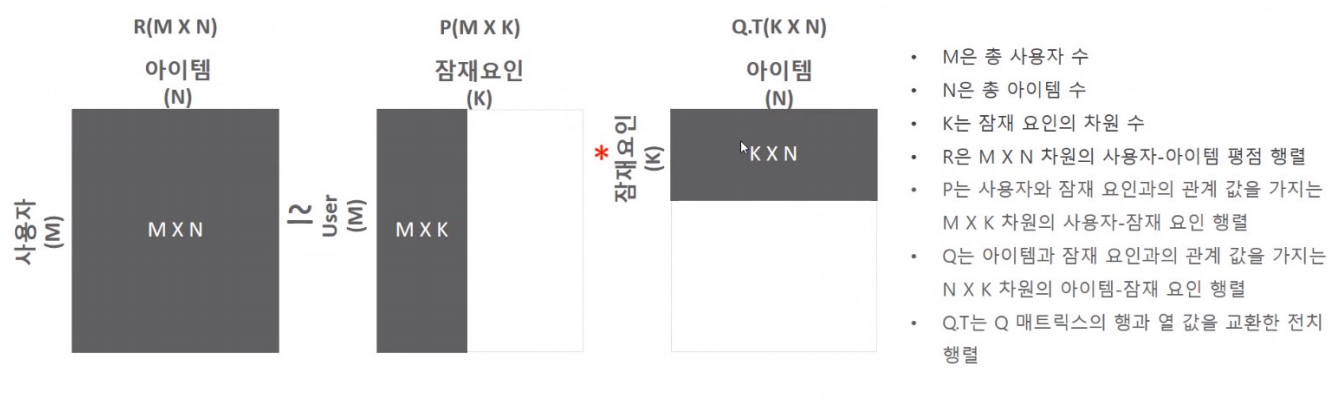 R(M X N)
아이템
(N)
사용자
(M)
M X N
≃
P(M X K)
잠재요인
(K)
User
(M)
M X K
*
Q.T(K X N)
아이템
(N)
잠재요인
(K)
K X N
• M은 총 사용자 수
• N은 총 아이템 수
• K는 잠재 요인의 차원 수
• R은 M X N 차원의 사용자-아이템 평점 행렬
• P는 사용자와 잠재 요인과의 관계 값을 가지는
M X K 차원의 사용자-잠재 요인 행렬
• Q는 아이템과 잠재 요인과의 관계 값을 가지는
N X K 차원의 아이템-잠재 요인 행렬
• Q.T는 Q 매트릭스의 행과 열 값을 교환한 전치
행렬